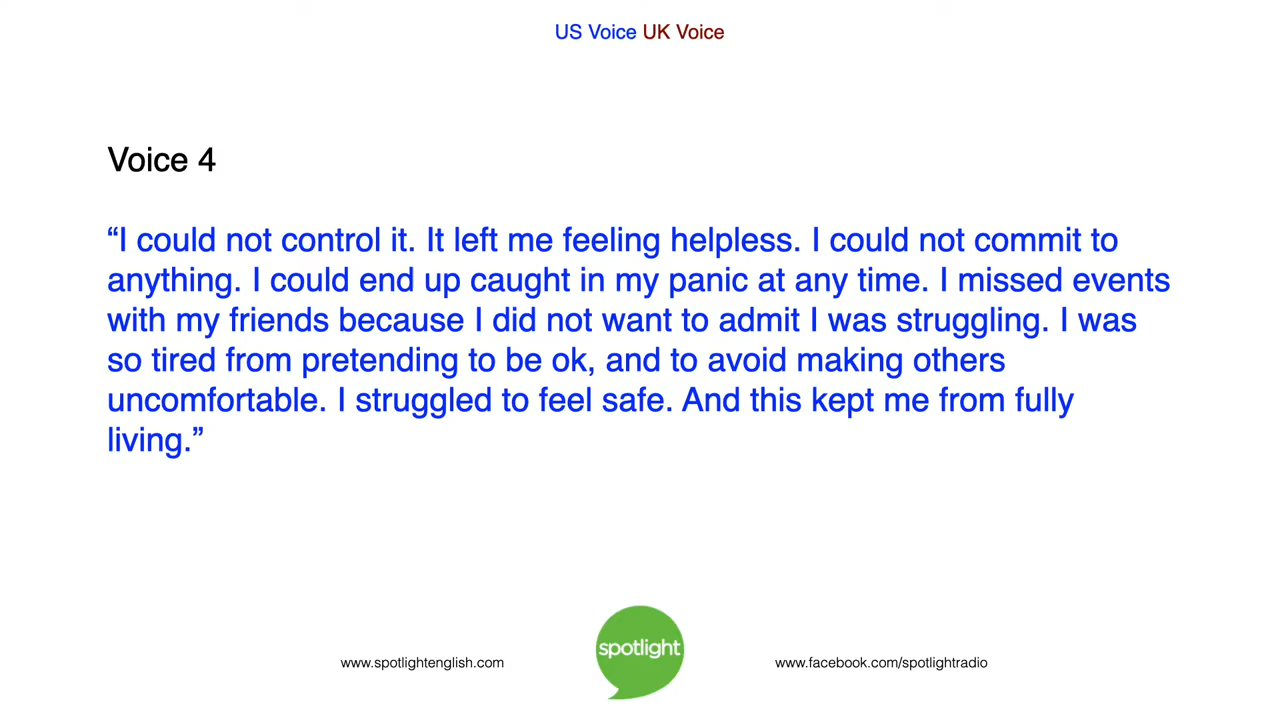 US Voice UK Voice
Voice 4
“I could not control it. It left me feeling helpless. I could not commit to
anything. I could end up caught in my panic at any time. I missed events
with my friends because I did not want to admit I was struggling. I was
so tired from pretending to be ok, and to avoid making others
uncomfortable. I struggled to feel safe. And this kept me from fully
living.”
spotlight
www.spotlightenglish.com
www.facebook.com/spotlightradio